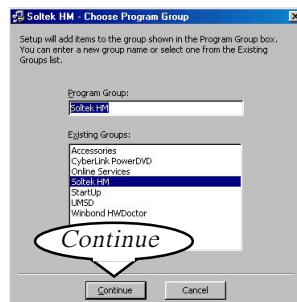 Soltek HM - Choose Program Group
Setup will add items to the group shown in the Program Group box.
You can enter a new group name or select one from the Existing
Groups list.
Program Group:
Soltek HM
Existing Groups:
Accessories
CyberLink PowerDVD
Online Services
Soltek HM
StartUp
UMSD
Winbond HWDoctor
Continue
Continue
Cancel